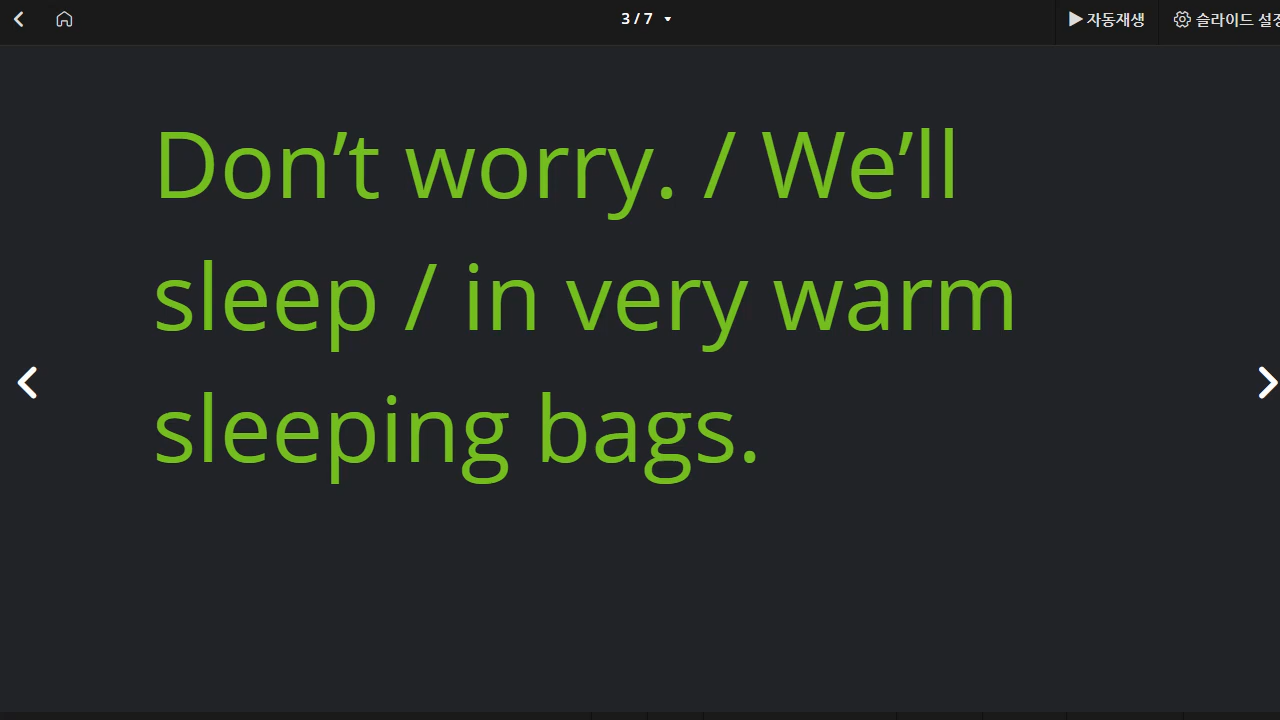 3 / 7
자동재생
슬라이드 설정
Don’t worry. / We’ll
sleep / in very warm
sleeping bags.